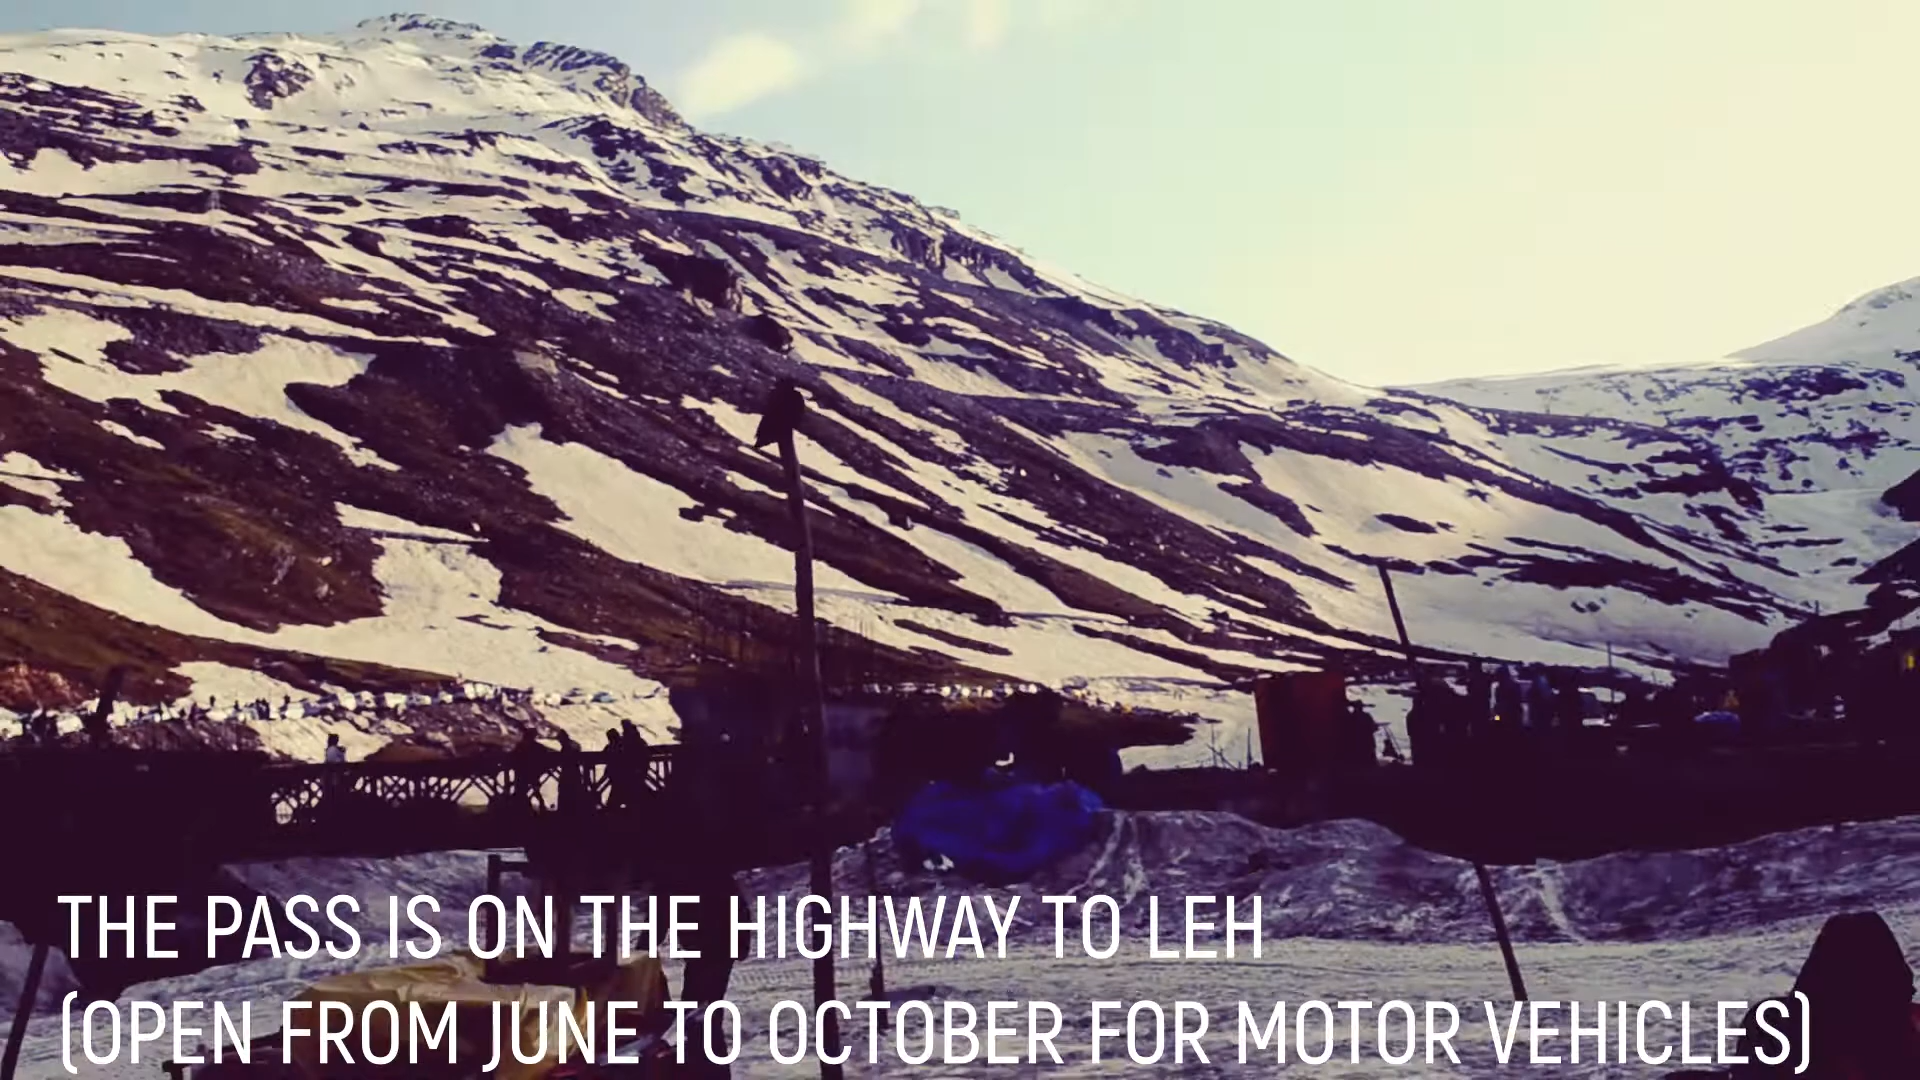 THE PASS IS ON THE HIGHWAY TO LEH
(OPEN FROM JUNE TO OCTOBER FOR MOTOR VEHICLES)